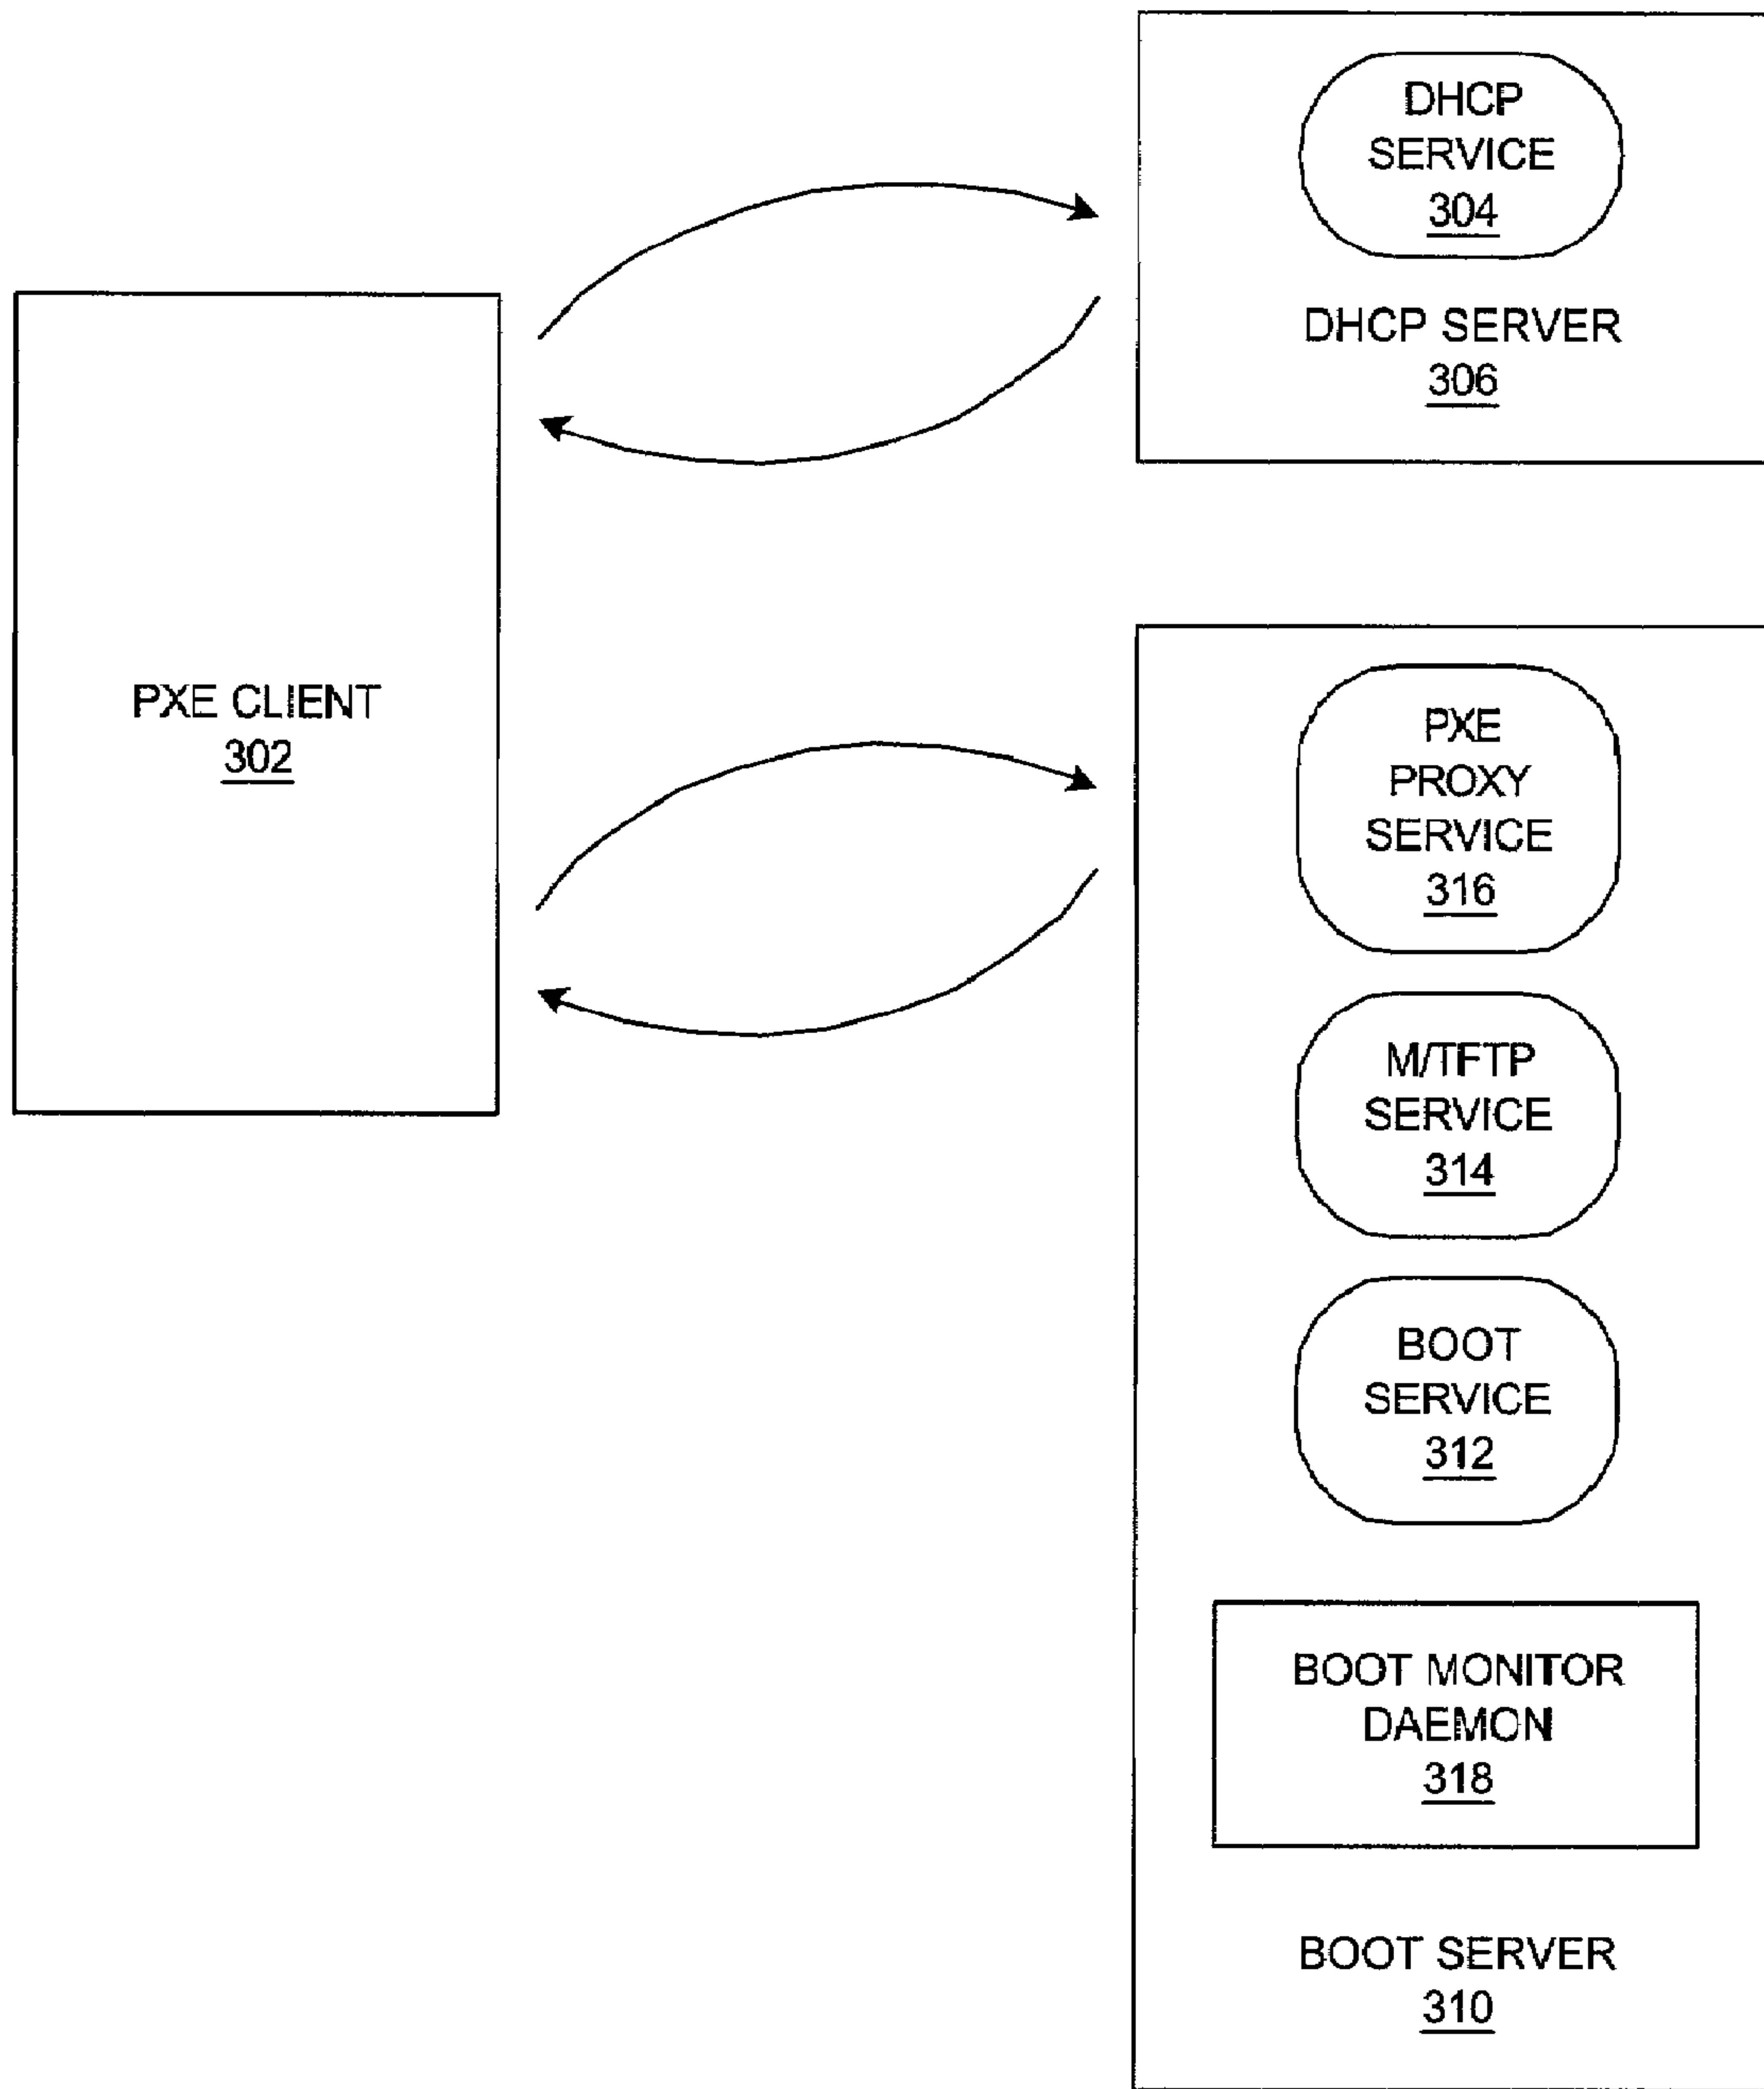 DHCP
SERVICE
304
DHCP SERVER
306
PXE CLIENT
302
PXE
PROXY
SERVICE
316
M/TFTP
SERVICE
314
BOOT
SERVICE
312
BOOT MONITOR
DAEMON
318
BOOT SERVER
310